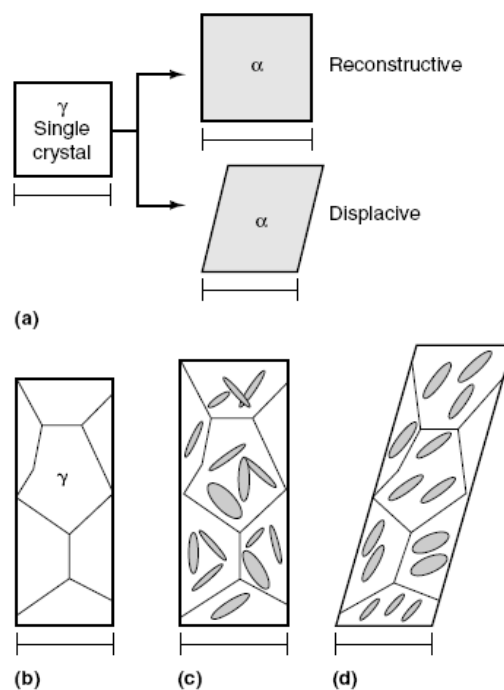 γ
Single
crystal
α
Reconstructive
α
Displacive
(a)
γ
(b)
(c)
(d)